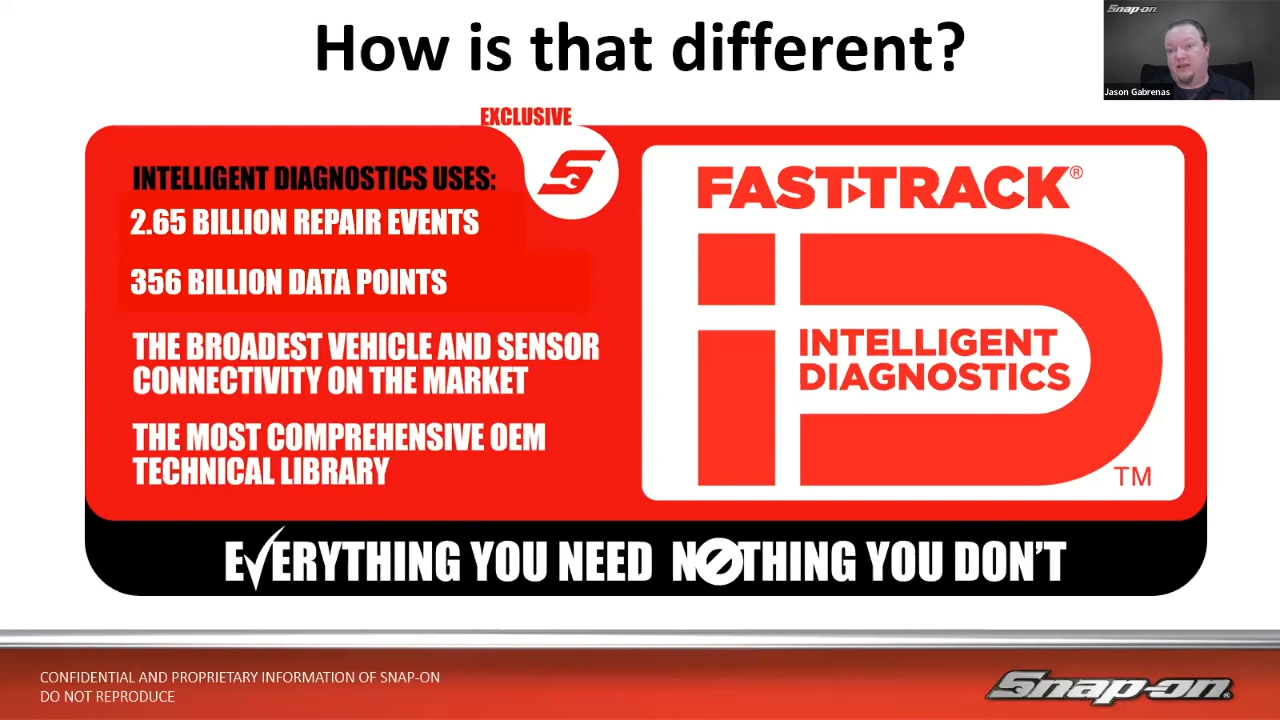 How is that different?
Snap-on
Jason Gabrenas
EXCLUSIVE
INTELLIGENT DIAGNOSTICS USES:
2.65 BILLION REPAIR EVENTS
356 BILLION DATA POINTS
THE BROADEST VEHICLE AND SENSOR
CONNECTIVITY ON THE MARKET
THE MOST COMPREHENSIVE OEM
TECHNICAL LIBRARY
FAST-TRACK®
iD
INTELLIGENT
DIAGNOSTICS
TM
EVERYTHING YOU NEED NOTHING YOU DON'T
CONFIDENTIAL AND PROPRIETARY INFORMATION OF SNAP-ON
DO NOT REPRODUCE
Snap-on®